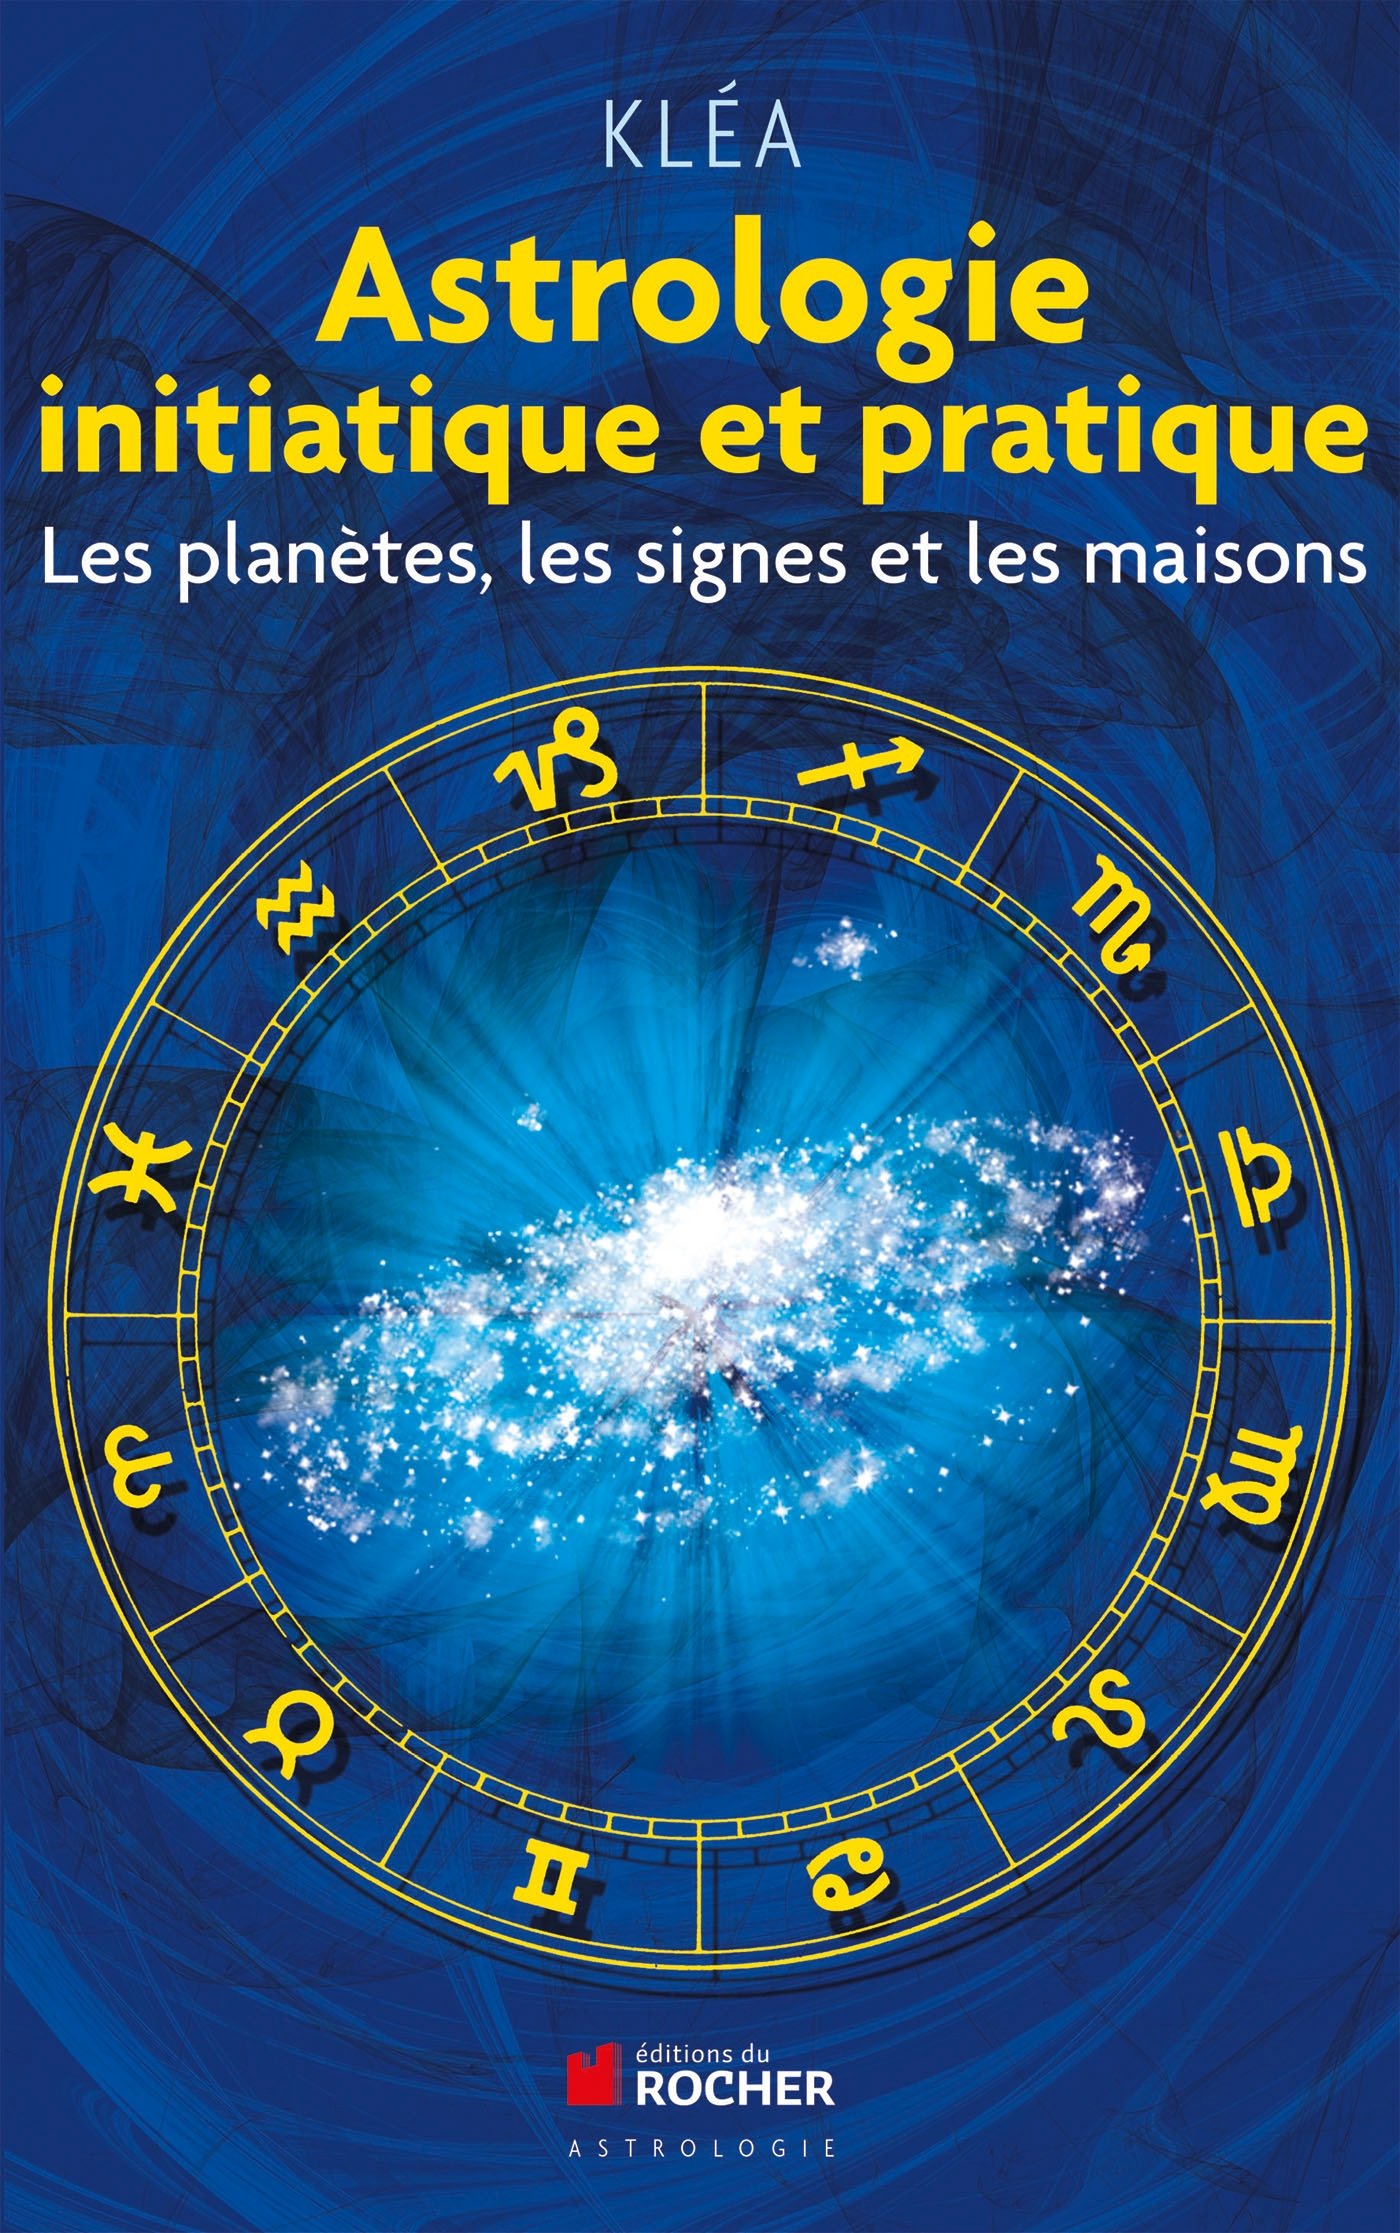 KLÉA
Astrologie
initiatique et pratique
Les planètes, les signes et les maisons
éditions du
ROCHER
ASTROLOGIE